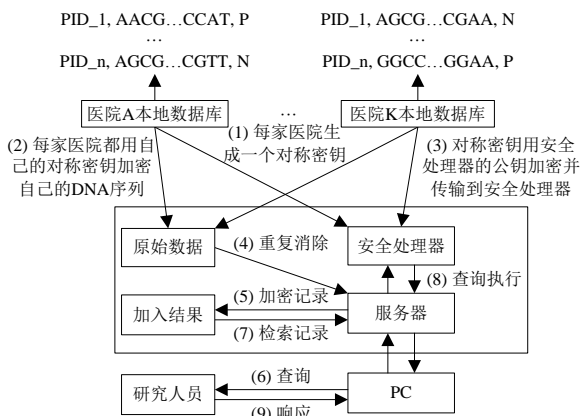 PID_1, AACG…CCAT, P
…
PID_n, AGCG…CGTT, N
PID_1, AGCG…CGAA, N
…
PID_n, GGCC…GGAA, P
医院A本地数据库
…
医院K本地数据库
(1) 每家医院生
成一个对称密钥
(2) 每家医院都用自
己的对称密钥加密
自己的DNA序列
(3) 对称密钥用安全
处理器的公钥加密并
传输到安全处理器
原始数据
(4) 重复消除
安全处理器
(8) 查询执行
(5) 加密记录
加入结果
服务器
(7) 检索记录
(6) 查询
研究人员
PC
(9) 响应